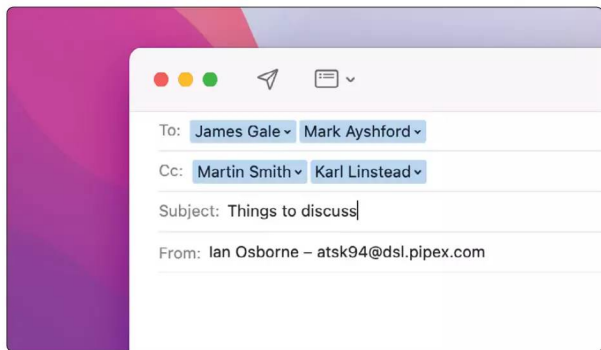 To: James Gale Mark Ayshford
Cc: Martin Smith Karl Linstead
Subject: Things to discuss
From: Ian Osborne – atsk94@dsl.pipex.com